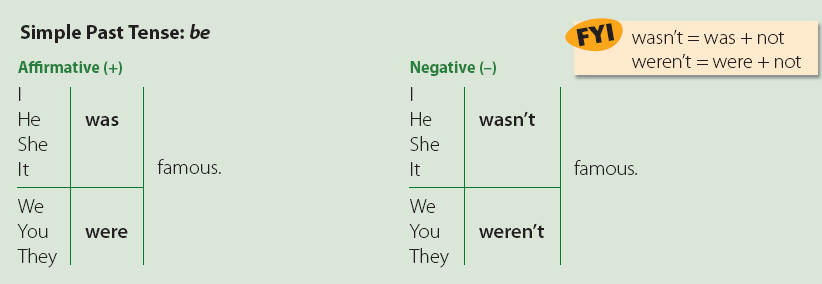 Simple Past Tense: be
FYI
wasn't = was + not
weren't = were + not
Affirmative (+)
I
He was
She
It
famous.
We
You were
They
Negative (–)
I
He wasn't
She
It
famous.
We
You weren't
They